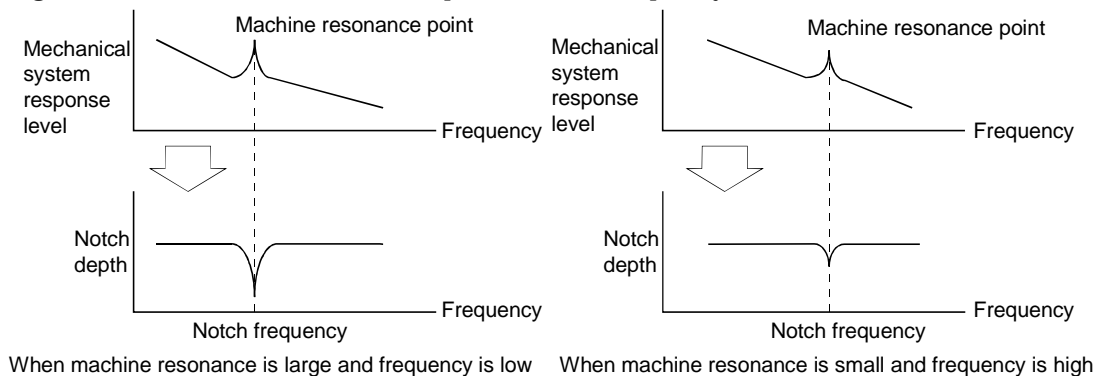 Machine resonance point
Mechanical
system
response
level
Frequency
Notch
depth
Frequency
Notch frequency
When machine resonance is large and frequency is low
Machine resonance point
Mechanical
system
response
level
Frequency
Notch
depth
Frequency
Notch frequency
When machine resonance is small and frequency is high